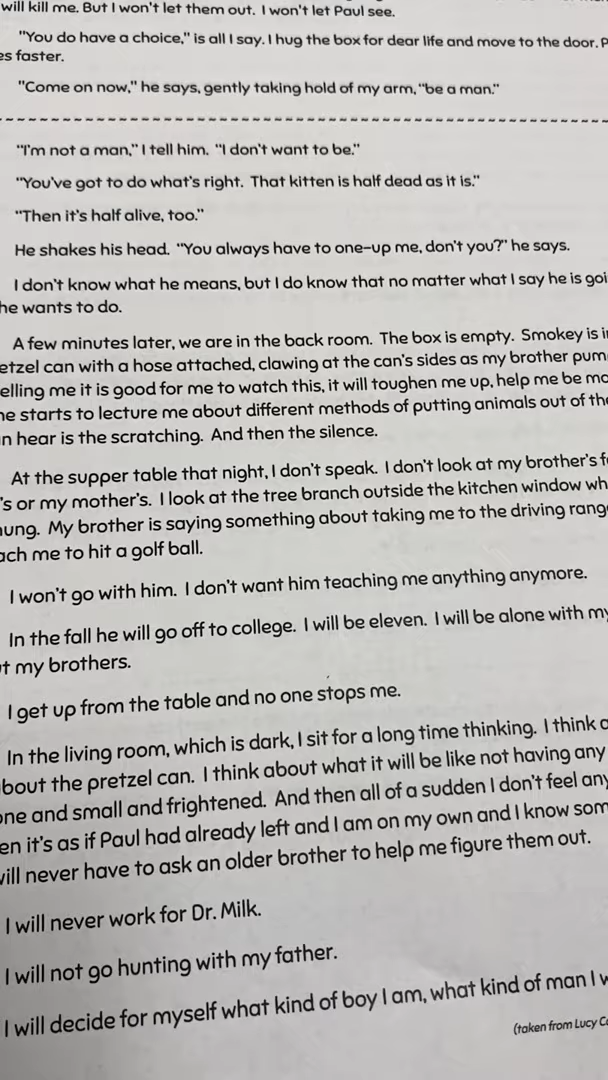 will kill me. But I won't let them out. I won't let Paul see.
"You do have a choice," is all I say. I hug the box for dear life and move to the door. P
es faster.
"Come on now," he says, gently taking hold of my arm, "be a man."
"I'm not a man," I tell him. "I don't want to be."
"You've got to do what's right. That kitten is half dead as it is."
"Then it's half alive, too."
He shakes his head. "You always have to one-up me, don't you?" he says.
I don't know what he means, but I do know that no matter what I say he is goi
he wants to do.
A few minutes later, we are in the back room. The box is empty. Smokey is i
etzel can with a hose attached, clawing at the can's sides as my brother pum
elling me it is good for me to watch this, it will toughen me up, help me be mo
he starts to lecture me about different methods of putting animals out of the
n hear is the scratching. And then the silence.
At the supper table that night, I don't speak. I don't look at my brother's f
's or my mother's. I look at the tree branch outside the kitchen window wh
ung. My brother is saying something about taking me to the driving rang
ach me to hit a golf ball.
I won't go with him. I don't want him teaching me anything anymore.
In the fall he will go off to college. I will be eleven. I will be alone with my
t my brothers.
I get up from the table and no one stops me.
In the living room, which is dark, I sit for a long time thinking. I think a
bout the pretzel can. I think about what it will be like not having any
one and small and frightened. And then all of a sudden I don't feel any
en it's as if Paul had already left and I am on my own and I know som
will never have to ask an older brother to help me figure them out.
I will never work for Dr. Milk.
I will not go hunting with my father.
I will decide for myself what kind of boy I am, what kind of man I w
(taken from Lucy Ca